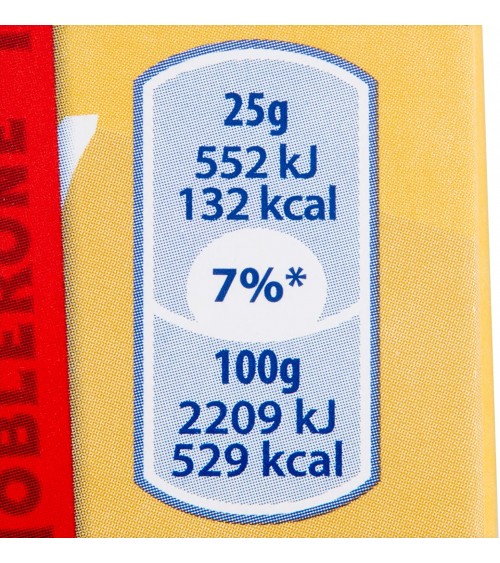 OBLERONE
25g
552 kJ
132 kcal
7%*
100g
2209 kJ
529 kcal